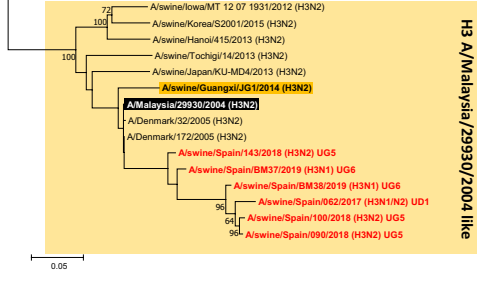 A/swine/Iowa/MT 12 07 1931/2012 (H3N2)
72
A/swine/Korea/S2001/2015 (H3N2)
100
A/swine/Hanoi/415/2013 (H3N2)
100
A/swine/Tochigi/14/2013 (H3N2)
A/swine/Japan/KU-MD4/2013 (H3N2)
A/swine/Guangxi/JG1/2014 (H3N2)
A/Malaysia/29930/2004 (H3N2)
A/Denmark/32/2005 (H3N2)
A/Denmark/172/2005 (H3N2)
A/swine/Spain/143/2018 (H3N2) UG5
A/swine/Spain/BM37/2019 (H3N1) UG6
A/swine/Spain/BM38/2019 (H3N1) UG6
96
A/swine/Spain/062/2017 (H3N1/N2) UD1
64
A/swine/Spain/100/2018 (H3N2) UG5
96
A/swine/Spain/090/2018 (H3N2) UG5
H3 A/Malaysia/29930/2004 like
0.05